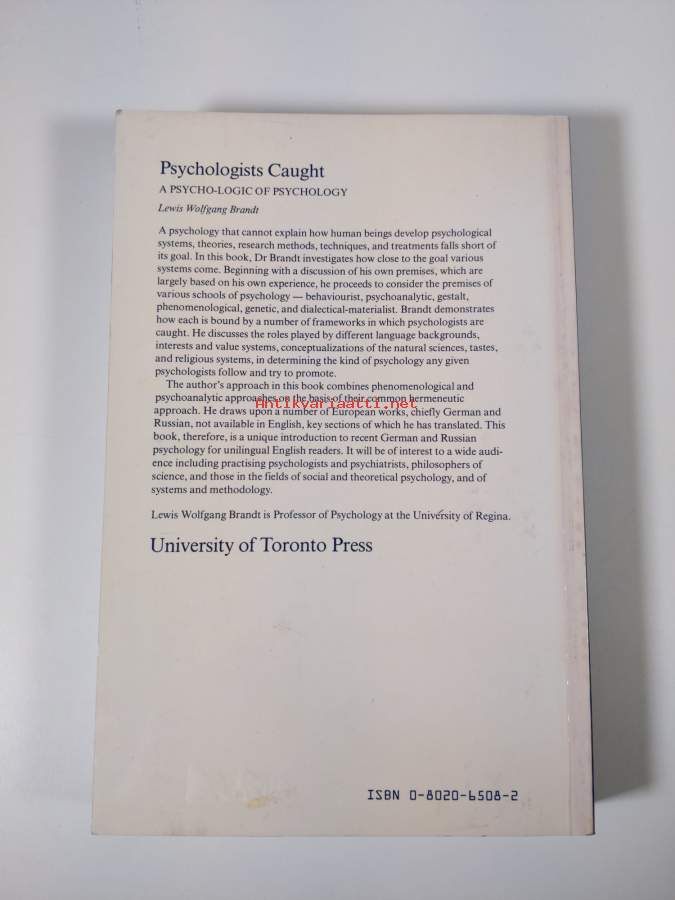 Psychologists Caught
A PSYCHO-LOGIC OF PSYCHOLOGY
Lewis Wolfgang Brandt
A psychology that cannot explain how human beings develop psychological
systems, theories, research methods, techniques, and treatments falls short of
its goal. In this book, Dr Brandt investigates how close to the goal various
systems come. Beginning with a discussion of his own premises, which are
largely based on his own experience, he proceeds to consider the premises of
various schools of psychology — behaviourist, psychoanalytic, gestalt,
phenomenological, genetic, and dialectical-materialist. Brandt demonstrates
how each is bound by a number of frameworks in which psychologists are
caught. He discusses the roles played by different language backgrounds,
interests and value systems, conceptualizations of the natural sciences, tastes,
and religious systems, in determining the kind of psychology any given
psychologists follow and try to promote.
The author's approach in this book combines phenomenological and
psychoanalytic approaches on the basis of their common hermeneutic
Antikvariaatti.net
approach. He draws upon a number of European works, chiefly German and
Russian, not available in English, key sections of which he has translated. This
book, therefore, is a unique introduction to recent German and Russian
psychology for unilingual English readers. It will be of interest to a wide audi-
ence including practising psychologists and psychiatrists, philosophers of
science, and those in the fields of social and theoretical psychology, and of
systems and methodology.
Lewis Wolfgang Brandt is Professor of Psychology at the University of Regina.
University of Toronto Press
ISBN 0-8020-6508-2